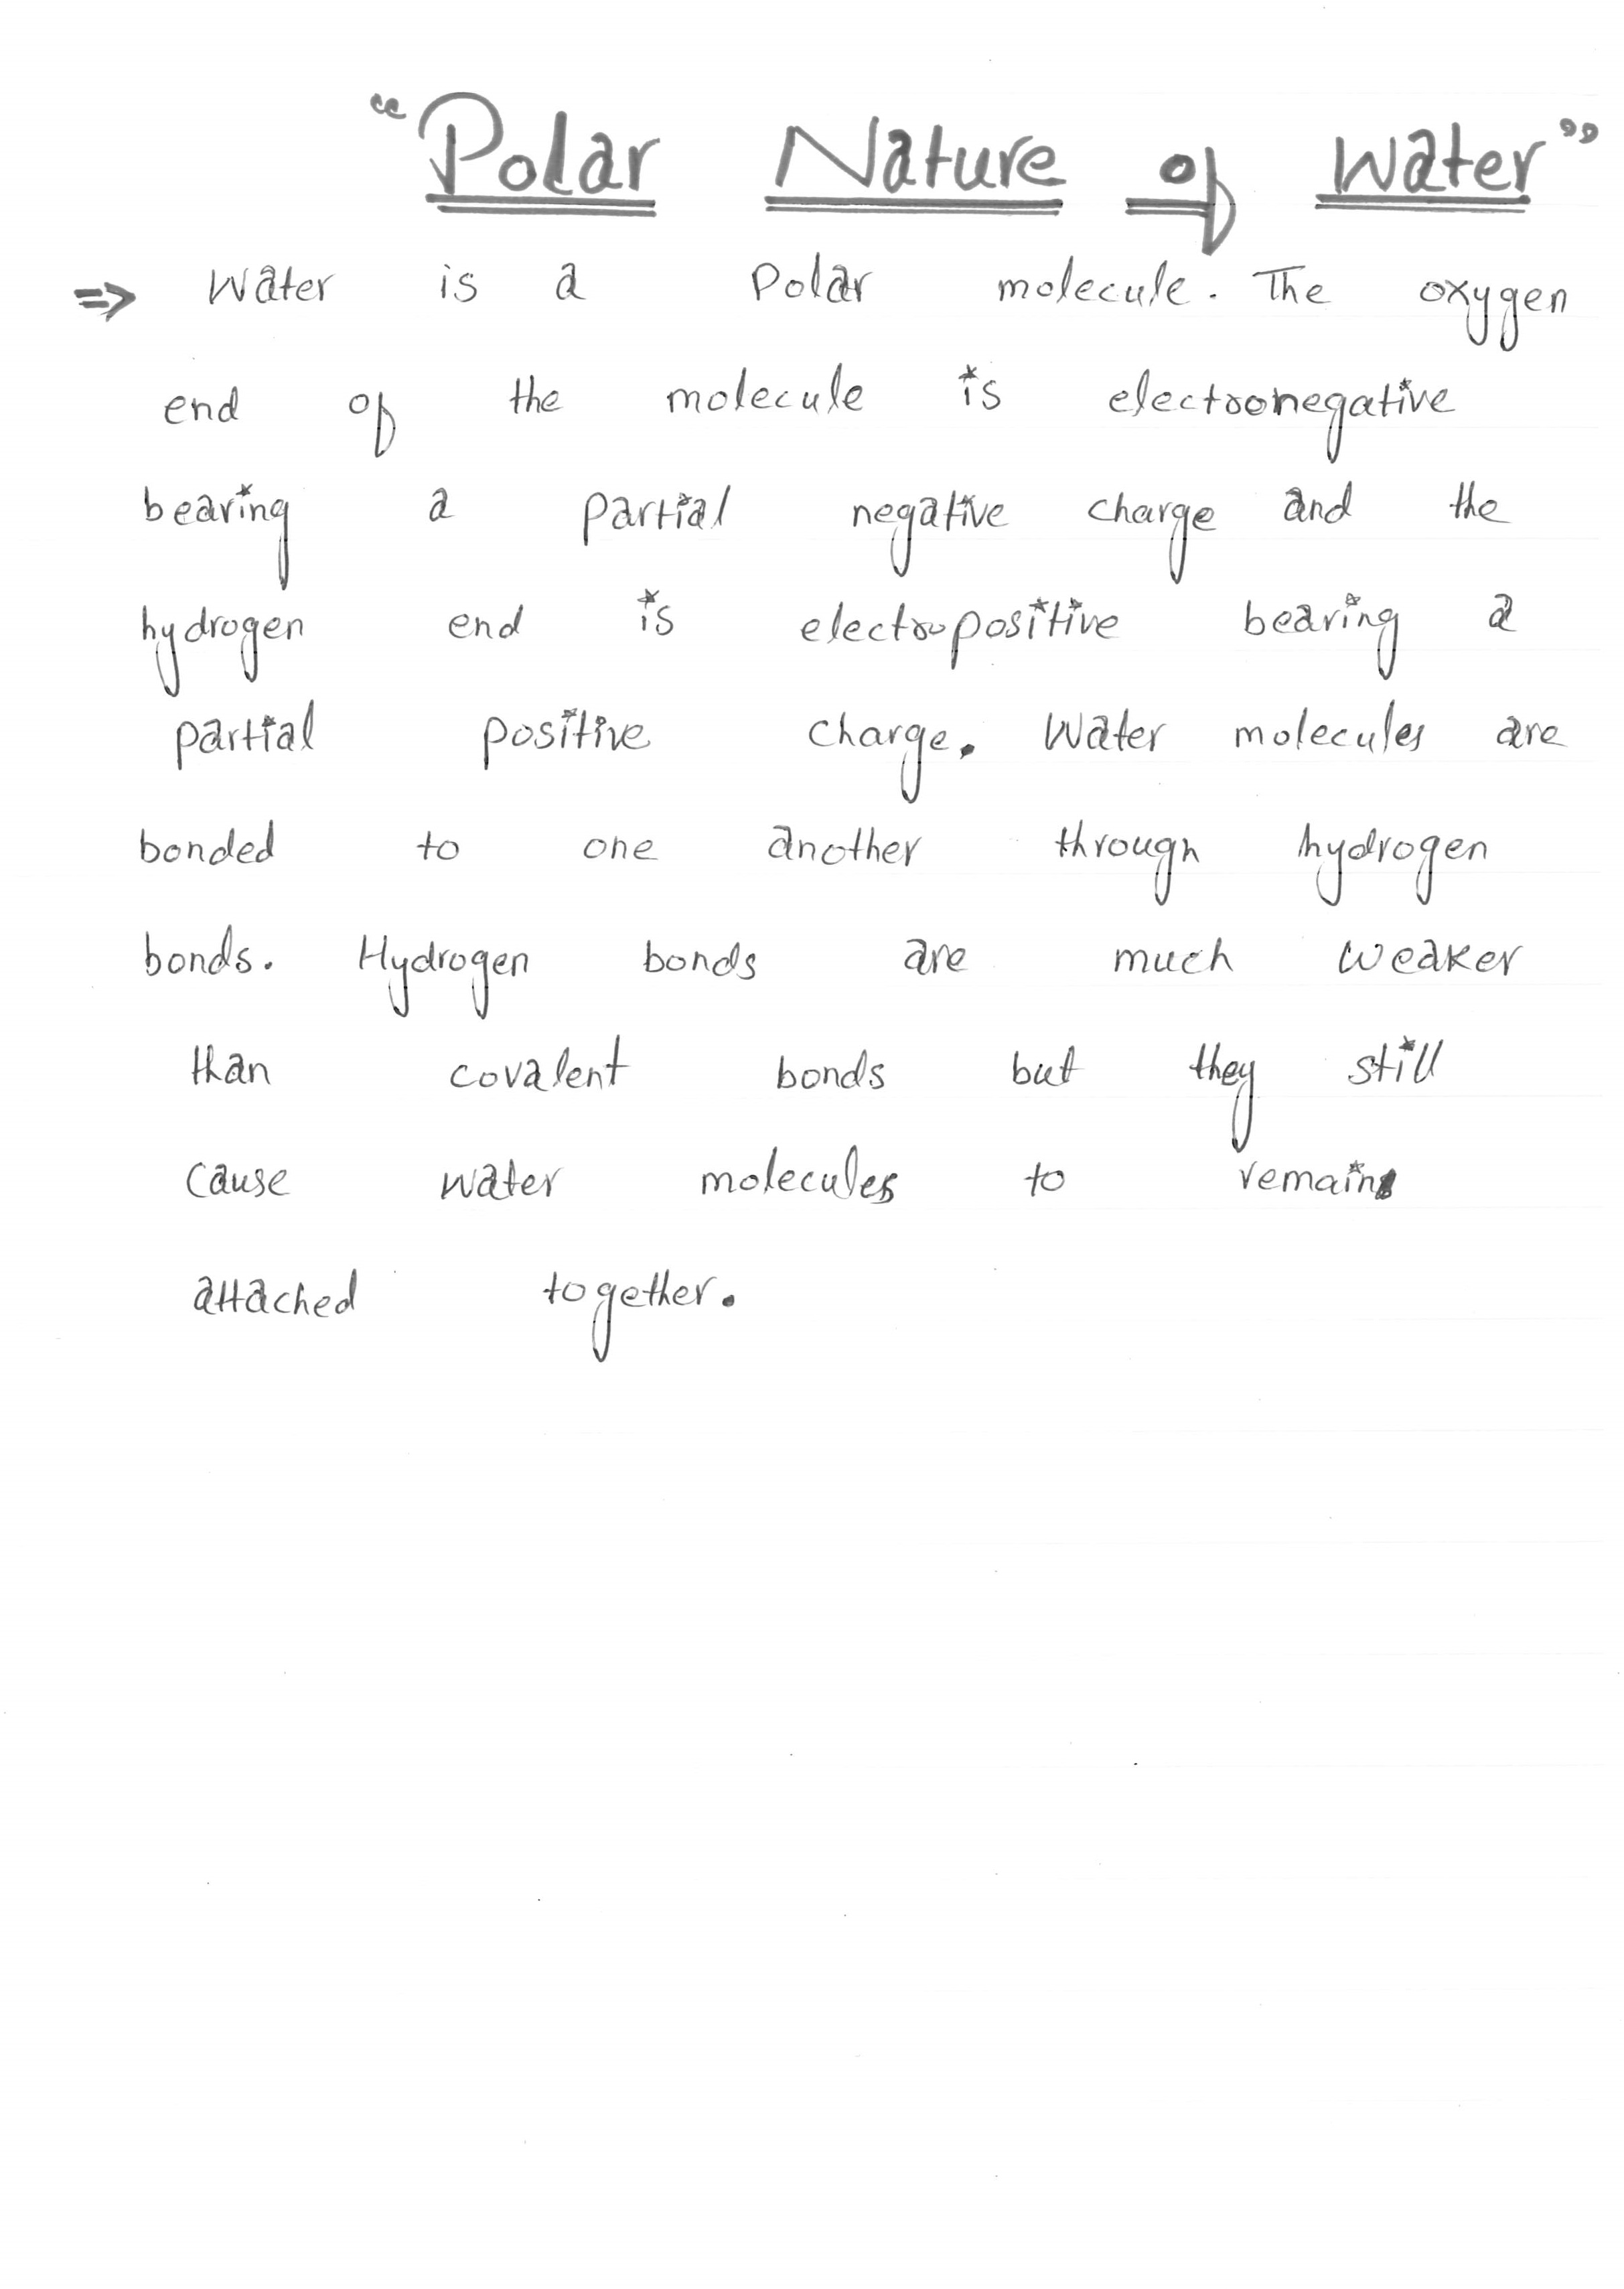 “Polar Nature of Water”
⇒ Water is a Polar molecule. The oxygen
end of the molecule is electronegative
bearing a partial negative charge and the
hydrogen end is electropositive bearing a
partial positive charge. Water molecules are
bonded to one another through hydrogen
bonds. Hydrogen bonds are much weaker
than covalent bonds but they still
cause water molecules to remain
attached together.